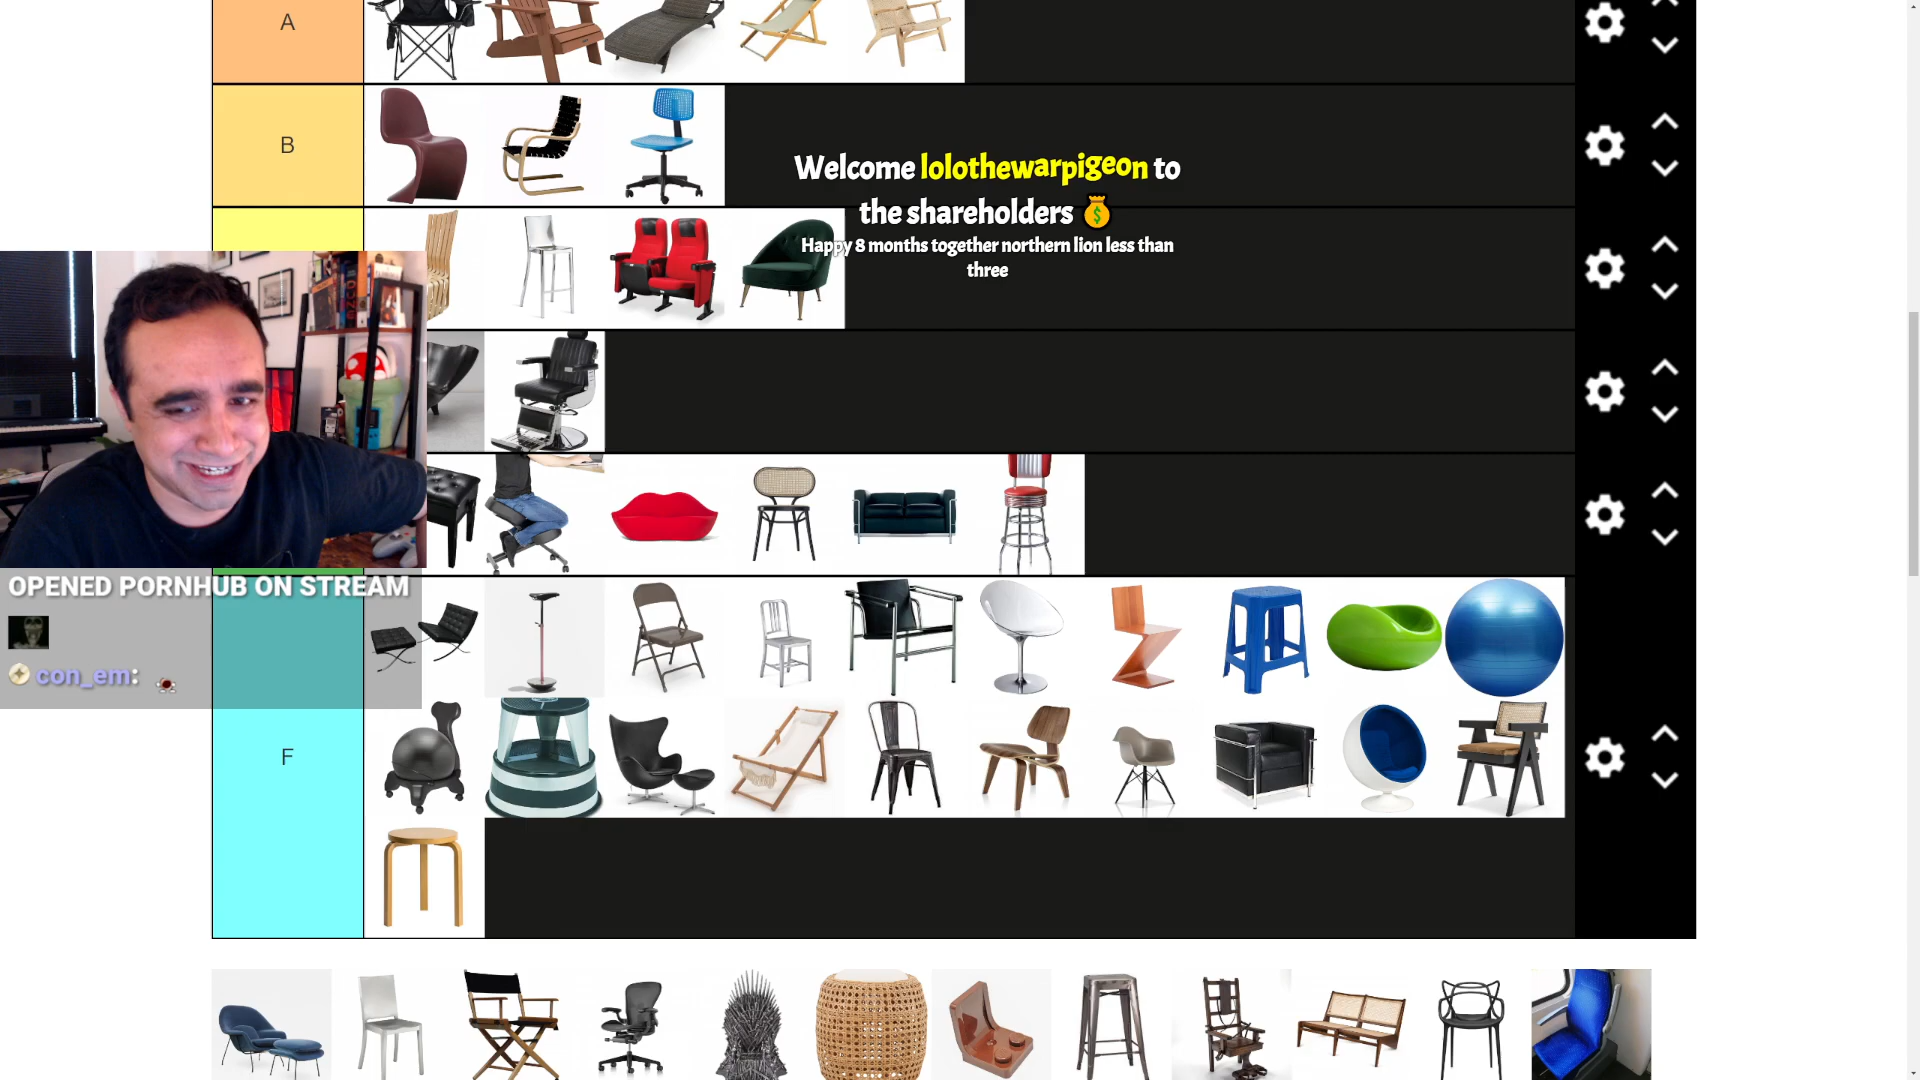 A
B
Welcome lolothewarpigeon to
the shareholders 💰
Happy 8 months together northern lion less than
three
OPENED PORNHUB ON STREAM
con_em:
F